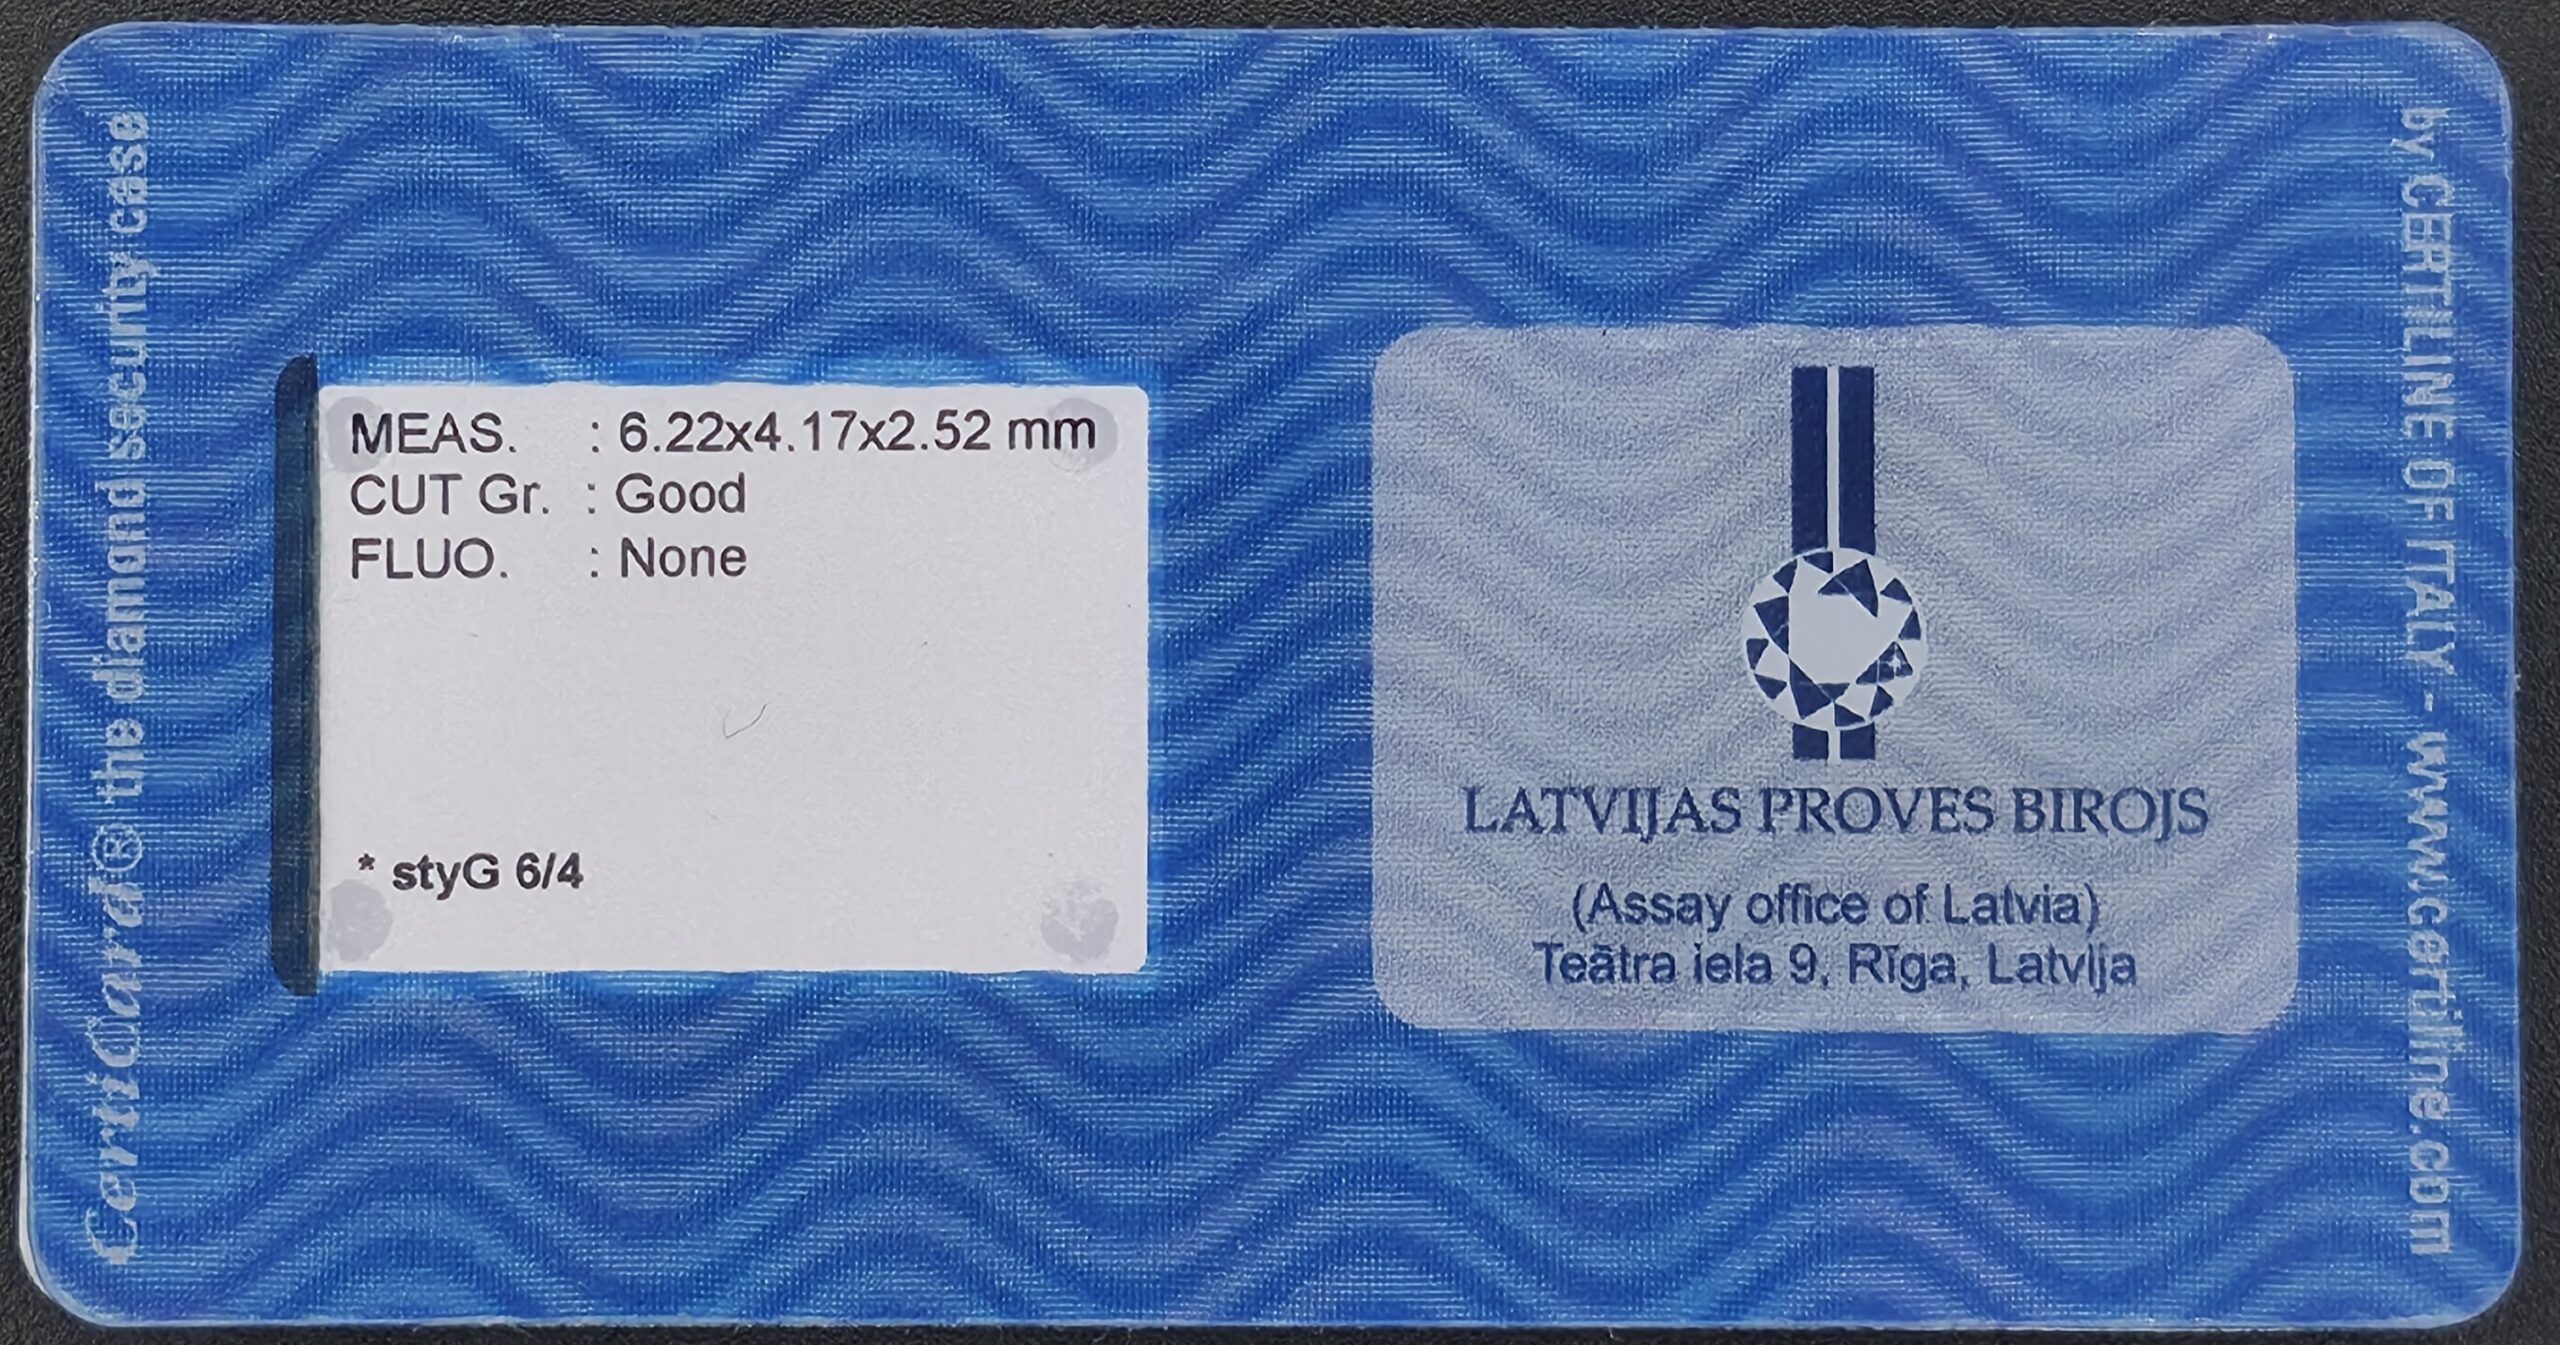 CertiCard® the diamond security case
MEAS. : 6.22x4.17x2.52 mm
CUT Gr. : Good
FLUO. : None
* styG 6/4
LATVIJAS PROVES BIROJS
(Assay office of Latvia)
Teātra iela 9, Rīga, Latvija
by CERTILINE OF ITALY - www.certiline.com